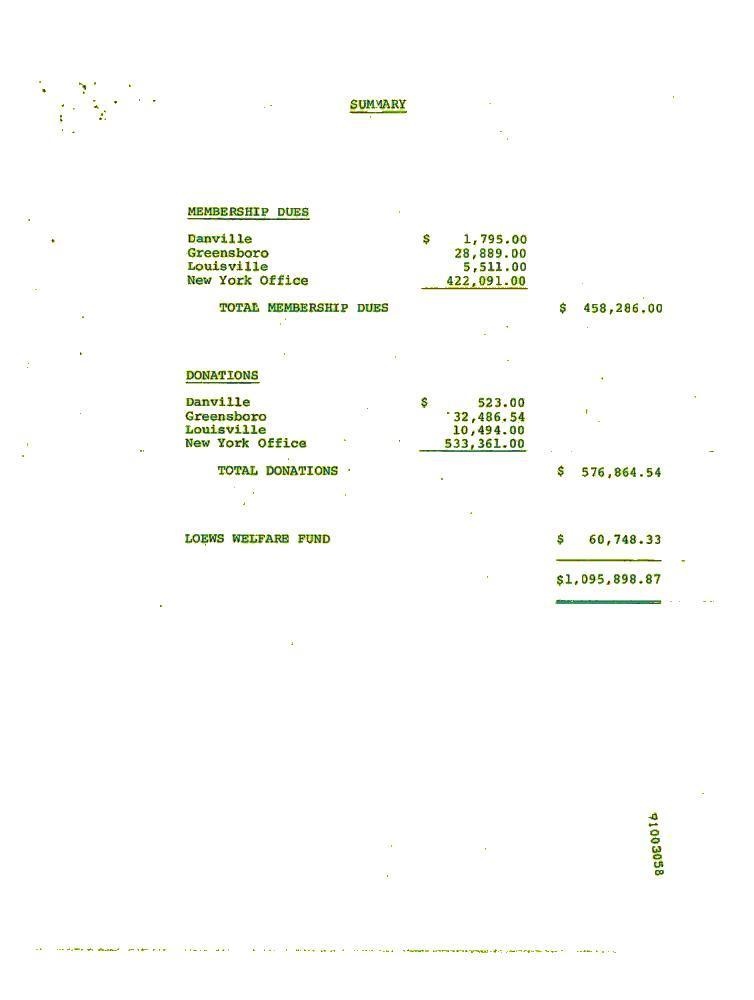 SUMMARY
MEMBERSHIP DUES
Danville $ 1,795.00
Greensboro 28,889.00
Louisville 5,511.00
New York Office 422,091.00
TOTAL MEMBERSHIP DUES $ 458,286.00
DONATIONS
Danville $ 523.00
Greensboro 32,486.54
Louisville 10,494.00
New York Office 533,361.00
TOTAL DONATIONS $ 576,864.54
LOEWS WELFARE FUND $ 60,748.33
$1,095,898.87
91003058